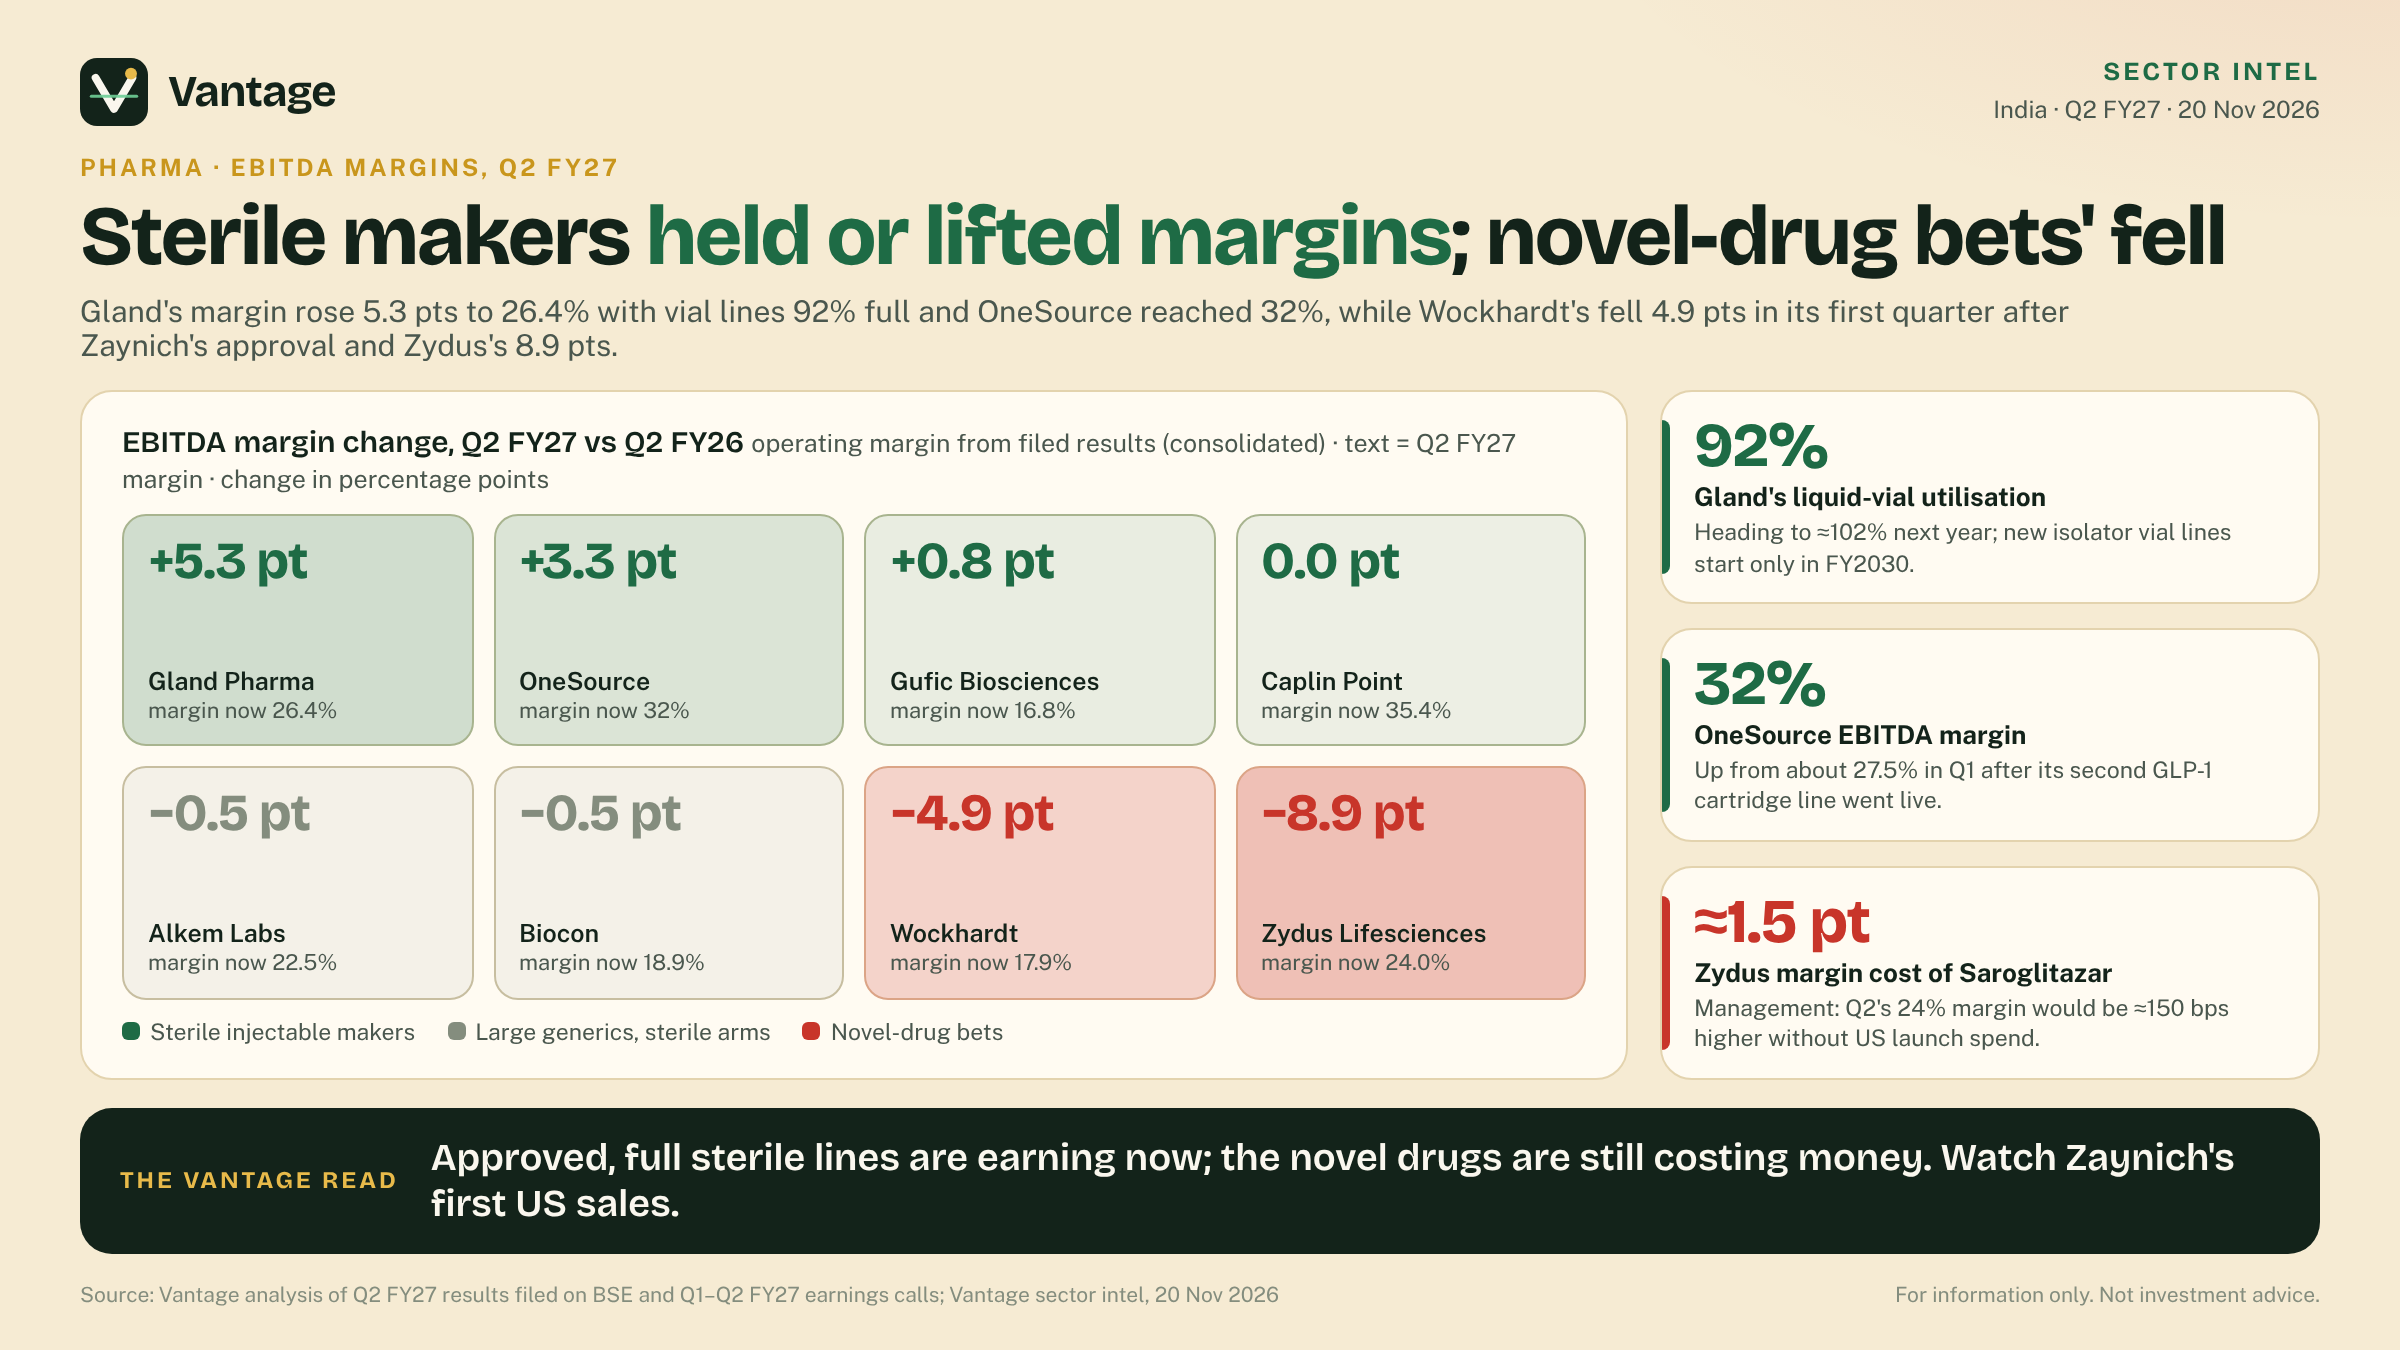 Vantage
SECTOR INTEL
India · Q2 FY27 · 20 Nov 2026
PHARMA · EBITDA MARGINS, Q2 FY27
Sterile makers held or lifted margins; novel-drug bets' fell
Gland's margin rose 5.3 pts to 26.4% with vial lines 92% full and OneSource reached 32%, while Wockhardt's fell 4.9 pts in its first quarter after
Zaynich's approval and Zydus's 8.9 pts.
EBITDA margin change, Q2 FY27 vs Q2 FY26 operating margin from filed results (consolidated) · text = Q2 FY27
margin · change in percentage points
+5.3 pt
Gland Pharma
margin now 26.4%
+3.3 pt
OneSource
margin now 32%
+0.8 pt
Gufic Biosciences
margin now 16.8%
0.0 pt
Caplin Point
margin now 35.4%
−0.5 pt
Alkem Labs
margin now 22.5%
−0.5 pt
Biocon
margin now 18.9%
−4.9 pt
Wockhardt
margin now 17.9%
−8.9 pt
Zydus Lifesciences
margin now 24.0%
Sterile injectable makers
Large generics, sterile arms
Novel-drug bets
92%
Gland's liquid-vial utilisation
Heading to ≈102% next year; new isolator vial lines
start only in FY2030.
32%
OneSource EBITDA margin
Up from about 27.5% in Q1 after its second GLP-1
cartridge line went live.
≈1.5 pt
Zydus margin cost of Saroglitazar
Management: Q2's 24% margin would be ≈150 bps
higher without US launch spend.
THE VANTAGE READ
Approved, full sterile lines are earning now; the novel drugs are still costing money. Watch Zaynich's
first US sales.
Source: Vantage analysis of Q2 FY27 results filed on BSE and Q1–Q2 FY27 earnings calls; Vantage sector intel, 20 Nov 2026
For information only. Not investment advice.